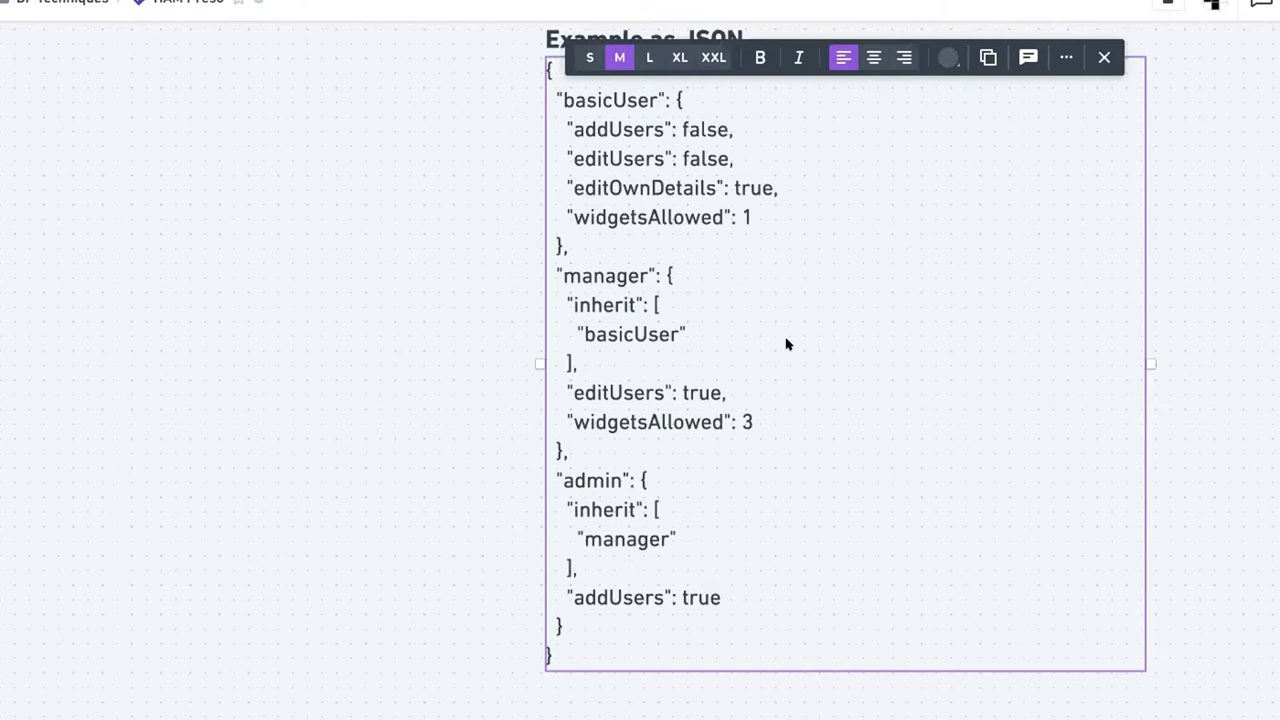 Example as JSON
S M L XL XXL B I ... 
{
"basicUser": {
"addUsers": false,
"editUsers": false,
"editOwnDetails": true,
"widgetsAllowed": 1
},
"manager": {
"inherit": [
"basicUser"
],
"editUsers": true,
"widgetsAllowed": 3
},
"admin": {
"inherit": [
"manager"
],
"addUsers": true
}
}